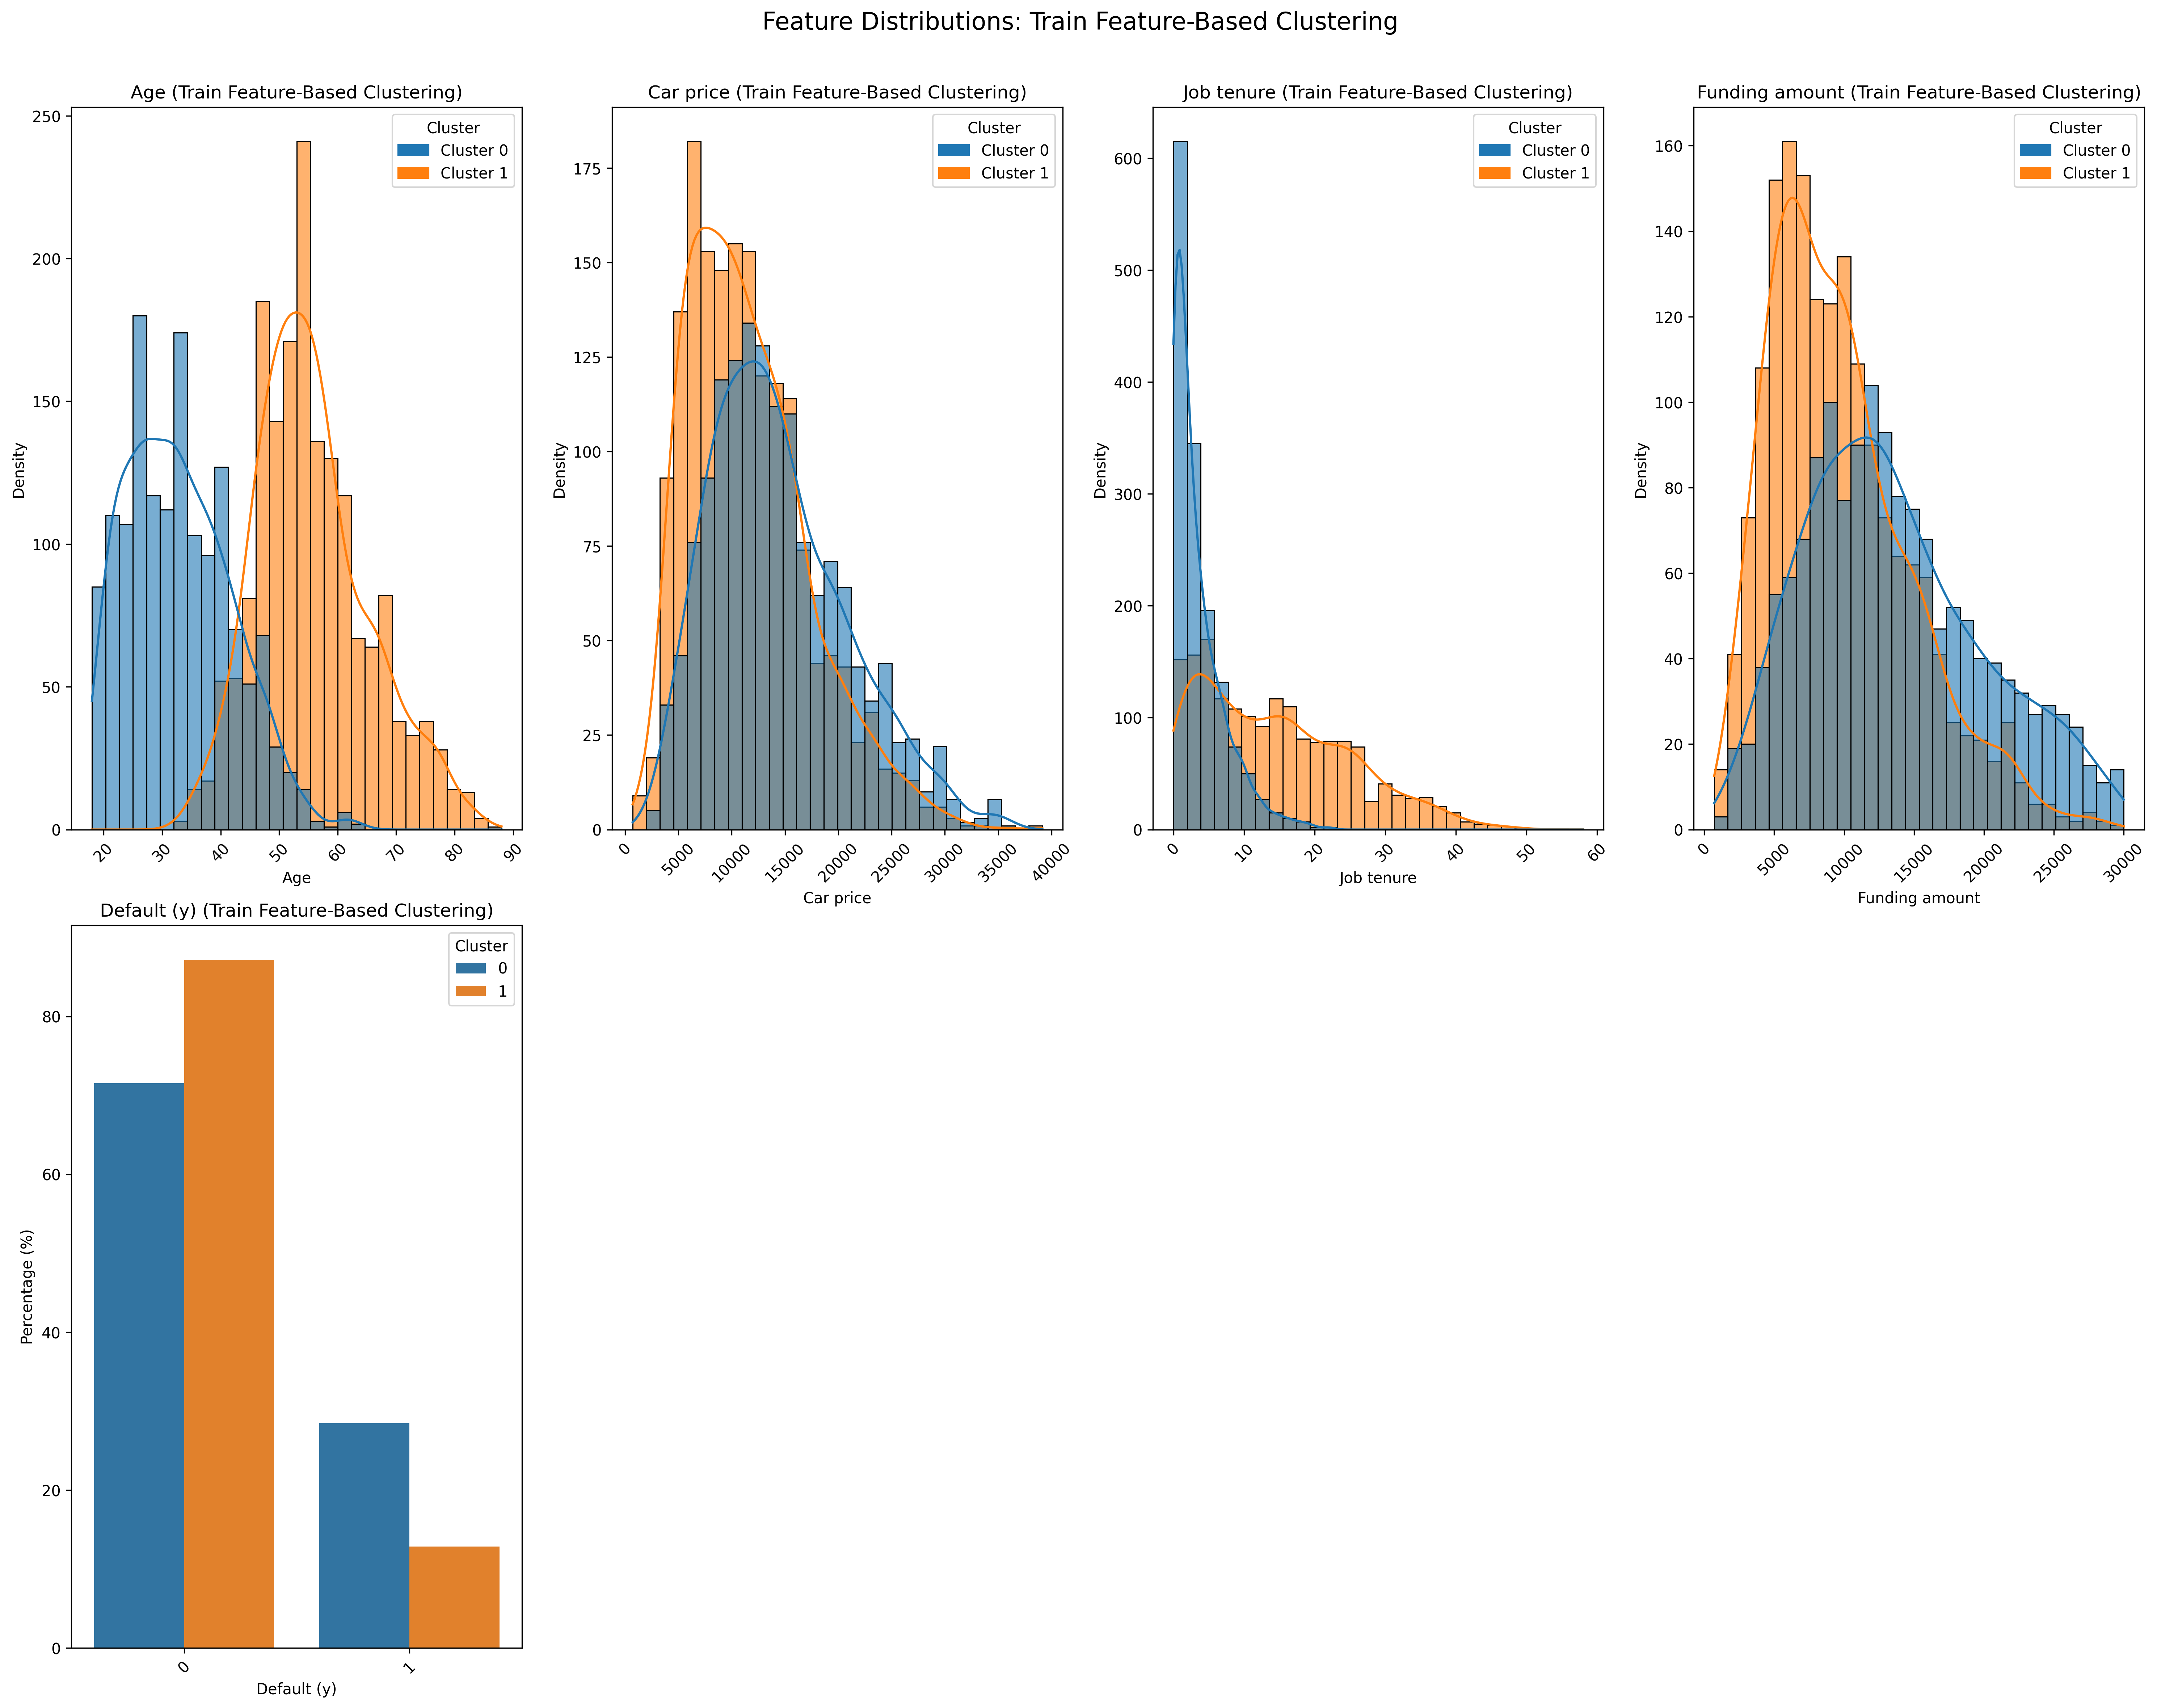 Feature Distributions: Train Feature-Based Clustering
Age (Train Feature-Based Clustering)
250
200
150
100
50
0
Density
20
30
40
50
60
70
80
90
Age
Cluster
Cluster 0
Cluster 1
Car price (Train Feature-Based Clustering)
175
150
125
100
75
50
25
0
Density
0
5000
10000
15000
20000
25000
30000
35000
40000
Car price
Cluster
Cluster 0
Cluster 1
Job tenure (Train Feature-Based Clustering)
600
500
400
300
200
100
0
Density
0
10
20
30
40
50
60
Job tenure
Cluster
Cluster 0
Cluster 1
Funding amount (Train Feature-Based Clustering)
160
140
120
100
80
60
40
20
0
Density
0
5000
10000
15000
20000
25000
30000
Funding amount
Cluster
Cluster 0
Cluster 1
Default (y) (Train Feature-Based Clustering)
80
60
40
20
0
Percentage (%)
0
1
Default (y)
Cluster
0
1